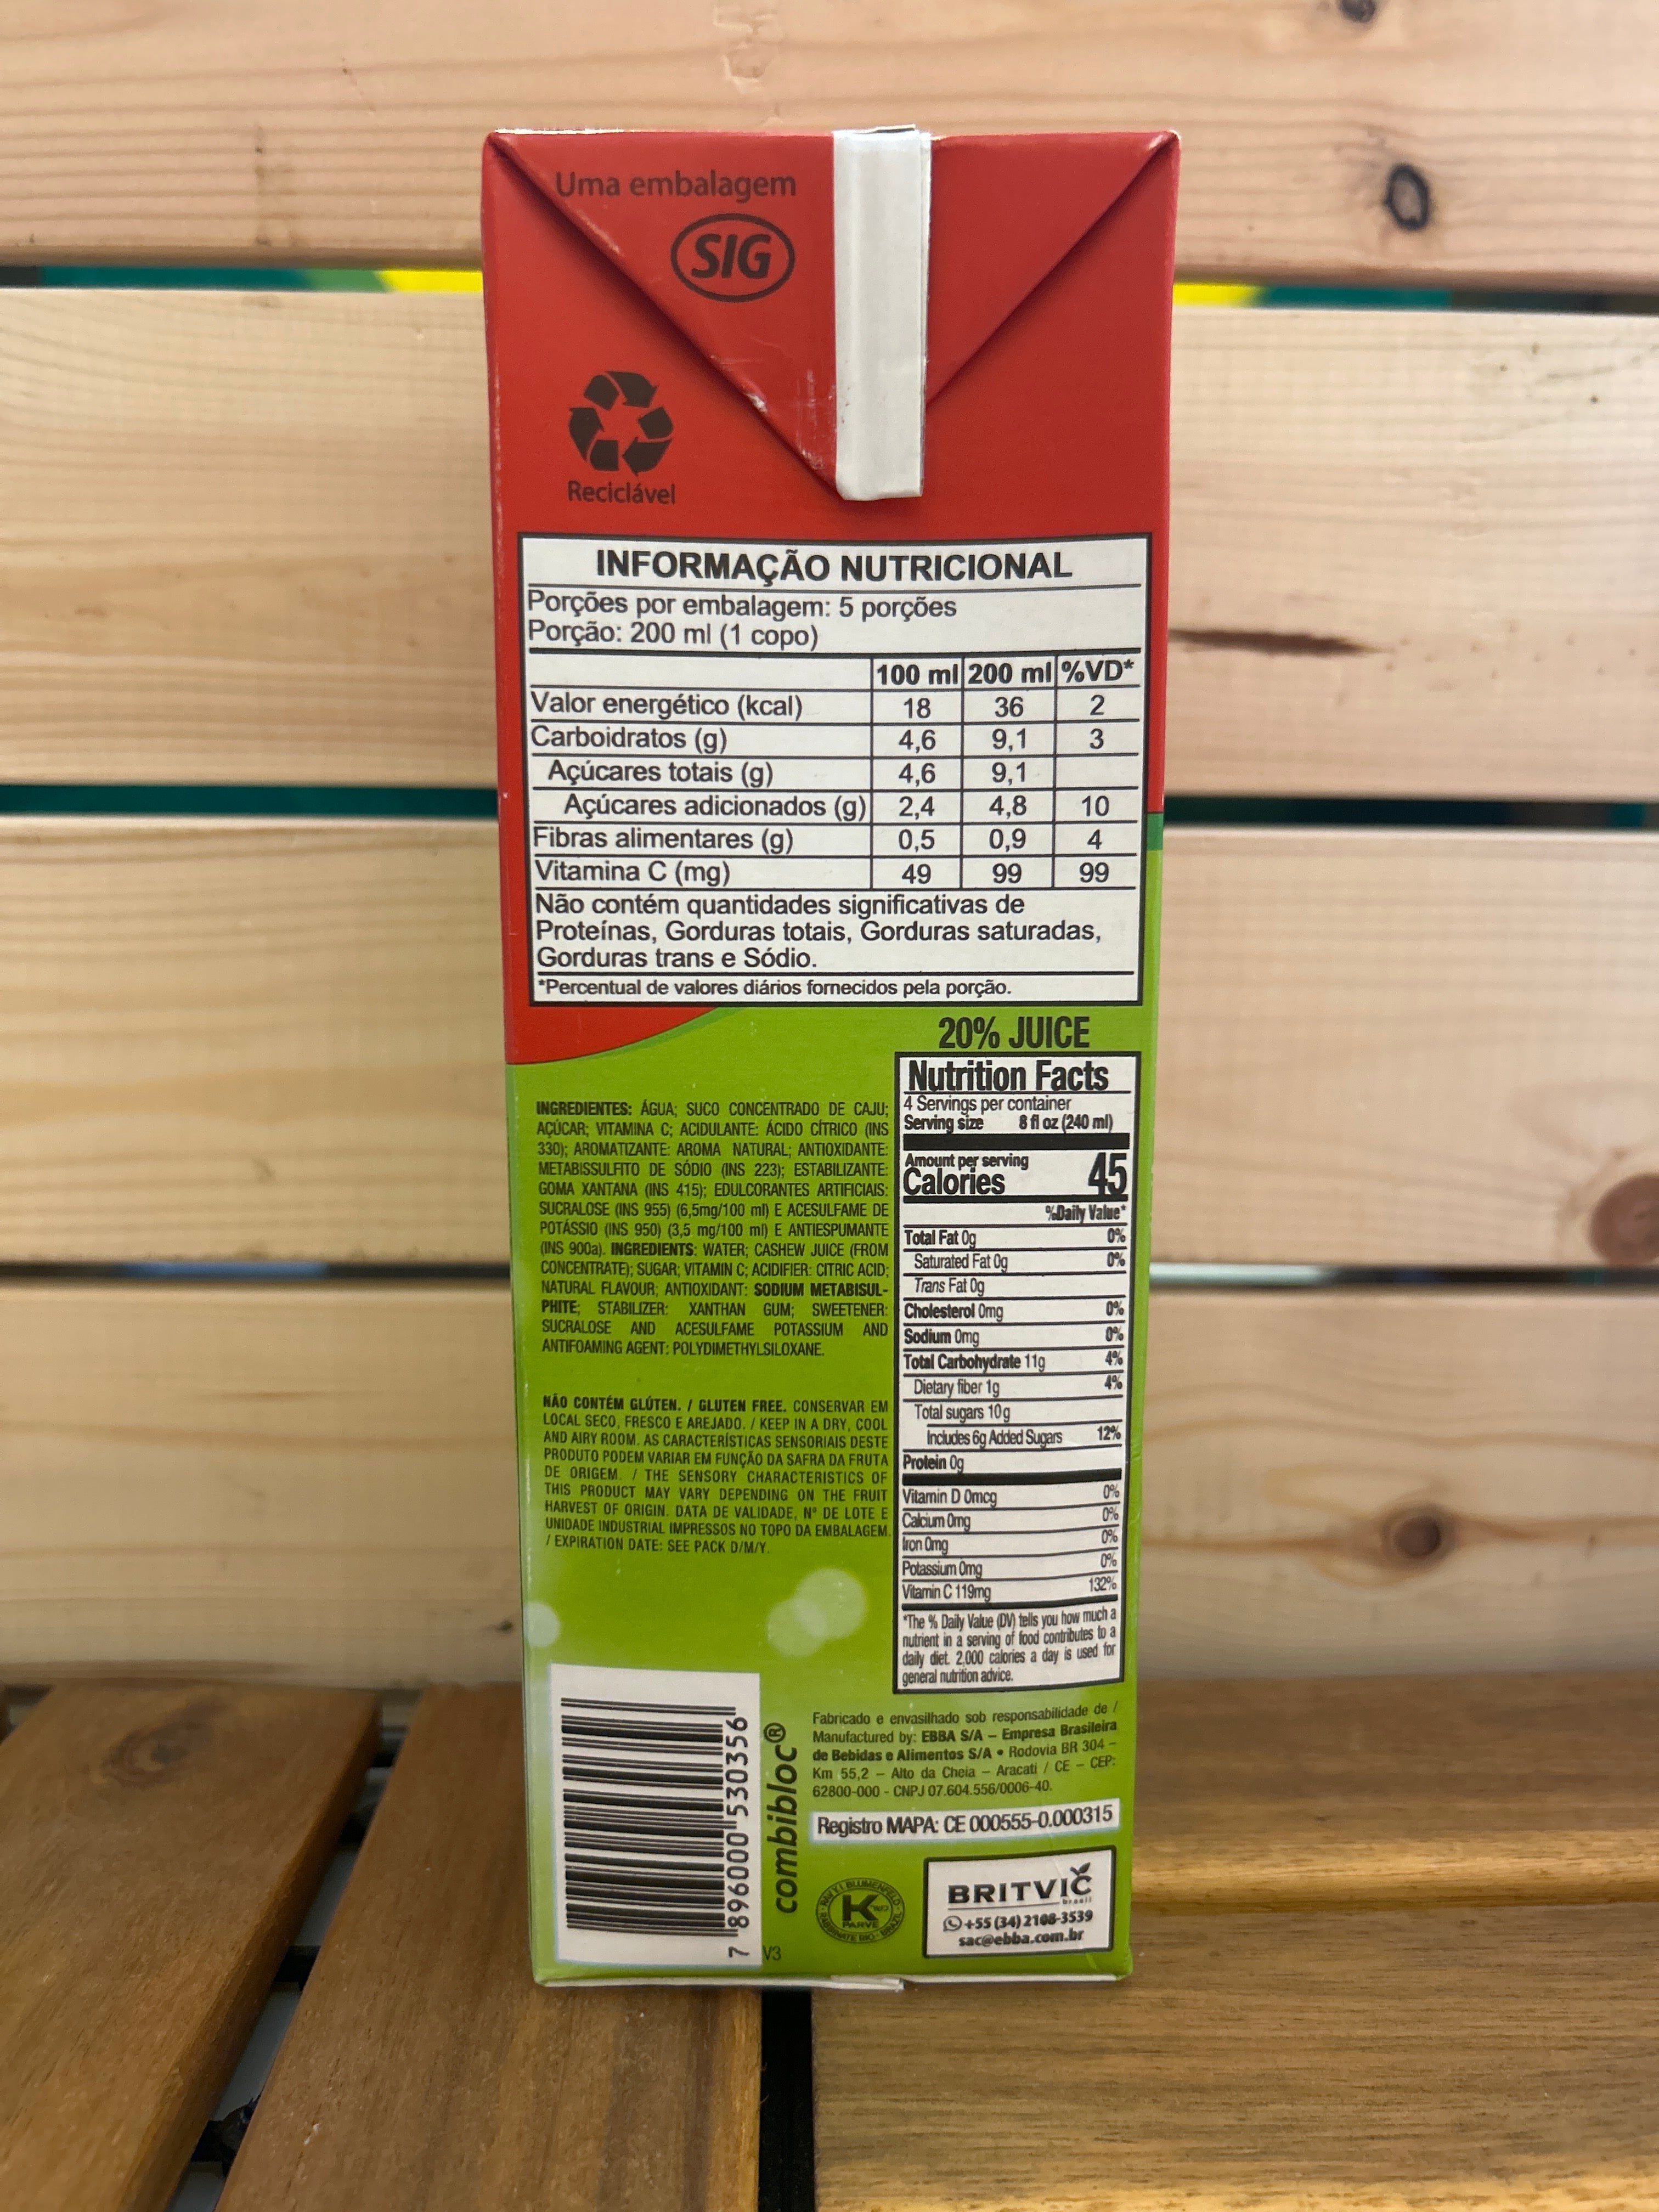 Uma embalagem
SIG
Reciclável
INFORMAÇÃO NUTRICIONAL
Porções por embalagem: 5 porções
Porção: 200 ml (1 copo)
100 ml 200 ml %VD*
Valor energético (kcal) 18 36 2
Carboidratos (g) 4,6 9,1 3
Açúcares totais (g) 4,6 9,1
Açúcares adicionados (g) 2,4 4,8 10
Fibras alimentares (g) 0,5 0,9 4
Vitamina C (mg) 49 99 99
Não contém quantidades significativas de
Proteínas, Gorduras totais, Gorduras saturadas,
Gorduras trans e Sódio.
*Percentual de valores diários fornecidos pela porção.
INGREDIENTES: ÁGUA; SUCO CONCENTRADO DE CAJU;
AÇÚCAR; VITAMINA C; ACIDULANTE: ÁCIDO CÍTRICO (INS
330); AROMATIZANTE: AROMA NATURAL; ANTIOXIDANTE:
METABISSULFITO DE SÓDIO (INS 223); ESTABILIZANTE:
GOMA XANTANA (INS 415); EDULCORANTES ARTIFICIAIS:
SUCRALOSE (INS 955) (6,5mg/100 ml) E ACESULFAME DE
POTÁSSIO (INS 950) (3,5 mg/100 ml) E ANTIESPUMANTE
(INS 900a). INGREDIENTS: WATER; CASHEW JUICE (FROM
CONCENTRATE); SUGAR; VITAMIN C; ACIDIFIER: CITRIC ACID;
NATURAL FLAVOUR; ANTIOXIDANT: SODIUM METABISUL-
PHITE; STABILIZER: XANTHAN GUM; SWEETENER:
SUCRALOSE AND ACESULFAME POTASSIUM AND
ANTIFOAMING AGENT: POLYDIMETHYLSILOXANE.
NÃO CONTÉM GLÚTEN. / GLUTEN FREE. CONSERVAR EM
LOCAL SECO, FRESCO E AREJADO. / KEEP IN A DRY, COOL
AND AIRY ROOM. AS CARACTERÍSTICAS SENSORIAIS DESTE
PRODUTO PODEM VARIAR EM FUNÇÃO DA SAFRA DA FRUTA
DE ORIGEM. / THE SENSORY CHARACTERISTICS OF
THIS PRODUCT MAY VARY DEPENDING ON THE FRUIT
HARVEST OF ORIGIN. DATA DE VALIDADE, Nº DE LOTE E
UNIDADE INDUSTRIAL IMPRESSOS NO TOPO DA EMBALAGEM.
/ EXPIRATION DATE: SEE PACK D/M/Y.
20% JUICE
Nutrition Facts
4 Servings per container
Serving size 8 fl oz (240 ml)
Amount per serving
Calories 45
%Daily Value*
Total Fat 0g 0%
Saturated Fat 0g 0%
Trans Fat 0g
Cholesterol 0mg 0%
Sodium 0mg 0%
Total Carbohydrate 11g 4%
Dietary fiber 1g 4%
Total sugars 10g
Includes 6g Added Sugars 12%
Protein 0g
Vitamin D 0mcg 0%
Calcium 0mg 0%
Iron 0mg 0%
Potassium 0mg 0%
Vitamin C 119mg 132%
*The % Daily Value (DV) tells you how much a
nutrient in a serving of food contributes to a
daily diet. 2,000 calories a day is used for
general nutrition advice.
7 896000 530356
combibloc®
V3
Fabricado e envasilhado sob responsabilidade de /
Manufactured by: EBBA S/A – Empresa Brasileira
de Bebidas e Alimentos S/A • Rodovia BR 304 –
Km 55,2 – Alto da Cheia – Aracati / CE – CEP:
62800-000 - CNPJ 07.604.556/0006-40.
Registro MAPA: CE 000555-0.000315
K
PARVE
BRITVIC
brasil
+55 (34) 2108-3539
sac@ebba.com.br